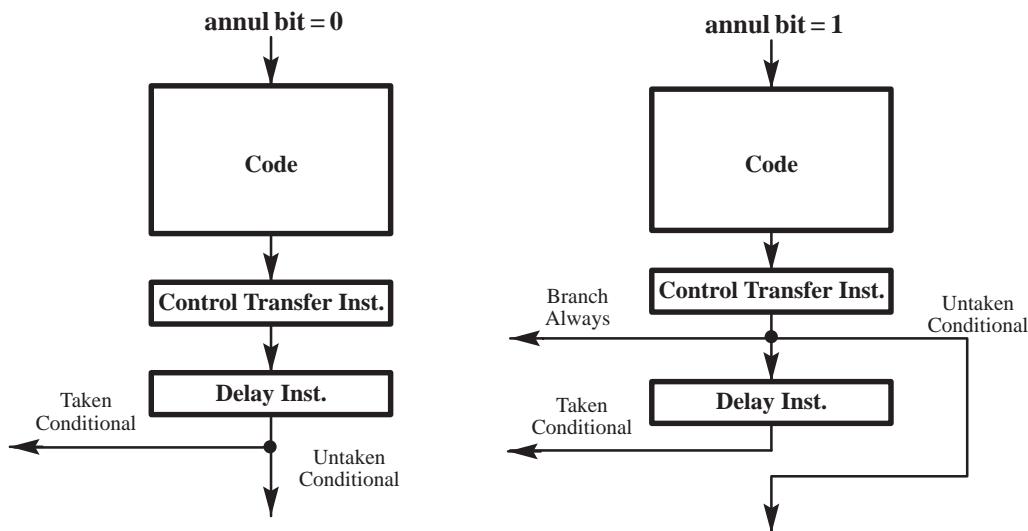 annul bit = 0
Code
Control Transfer Inst.
Delay Inst.
Taken
Conditional
Untaken
Conditional
annul bit = 1
Code
Control Transfer Inst.
Branch
Always
Untaken
Conditional
Delay Inst.
Taken
Conditional